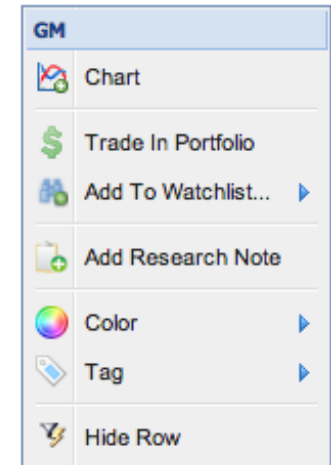 GM
Chart
Trade In Portfolio
Add To Watchlist...
Add Research Note
Color
Tag
Hide Row